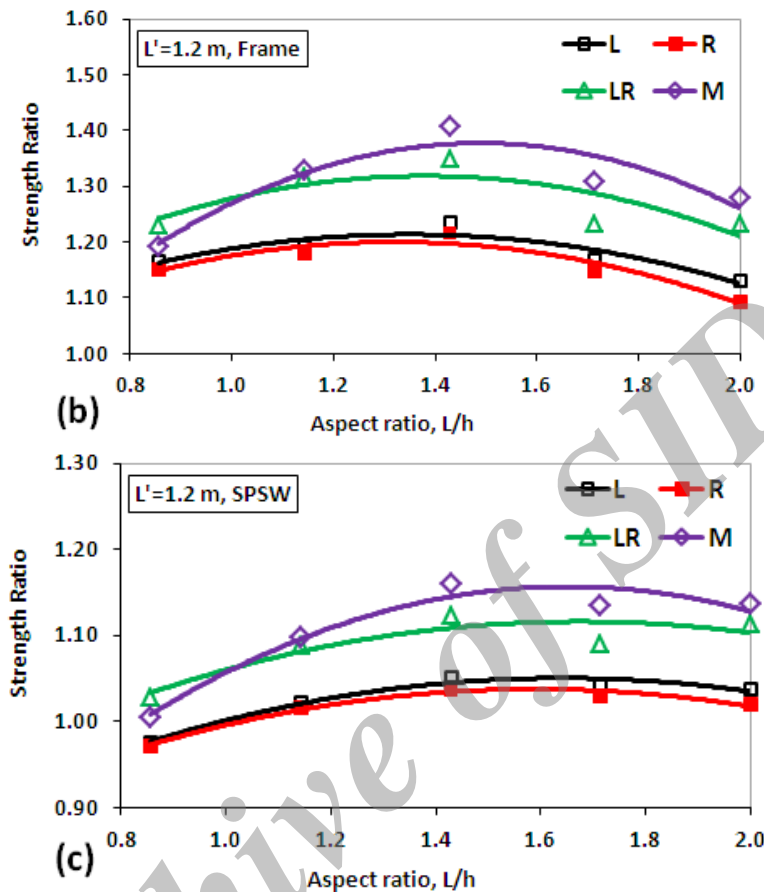 1.60
L'=1.2 m, Frame
L R
LR M
1.50
1.40
1.30
1.20
1.10
1.00
Strength Ratio
0.8 1.0 1.2 1.4 1.6 1.8 2.0
(b)
Aspect ratio, L/h
1.30
L'=1.2 m, SPSW
L R
LR M
1.20
1.10
1.00
0.90
Strength Ratio
0.8 1.0 1.2 1.4 1.6 1.8 2.0
(c)
Aspect ratio, L/h
hive of SID